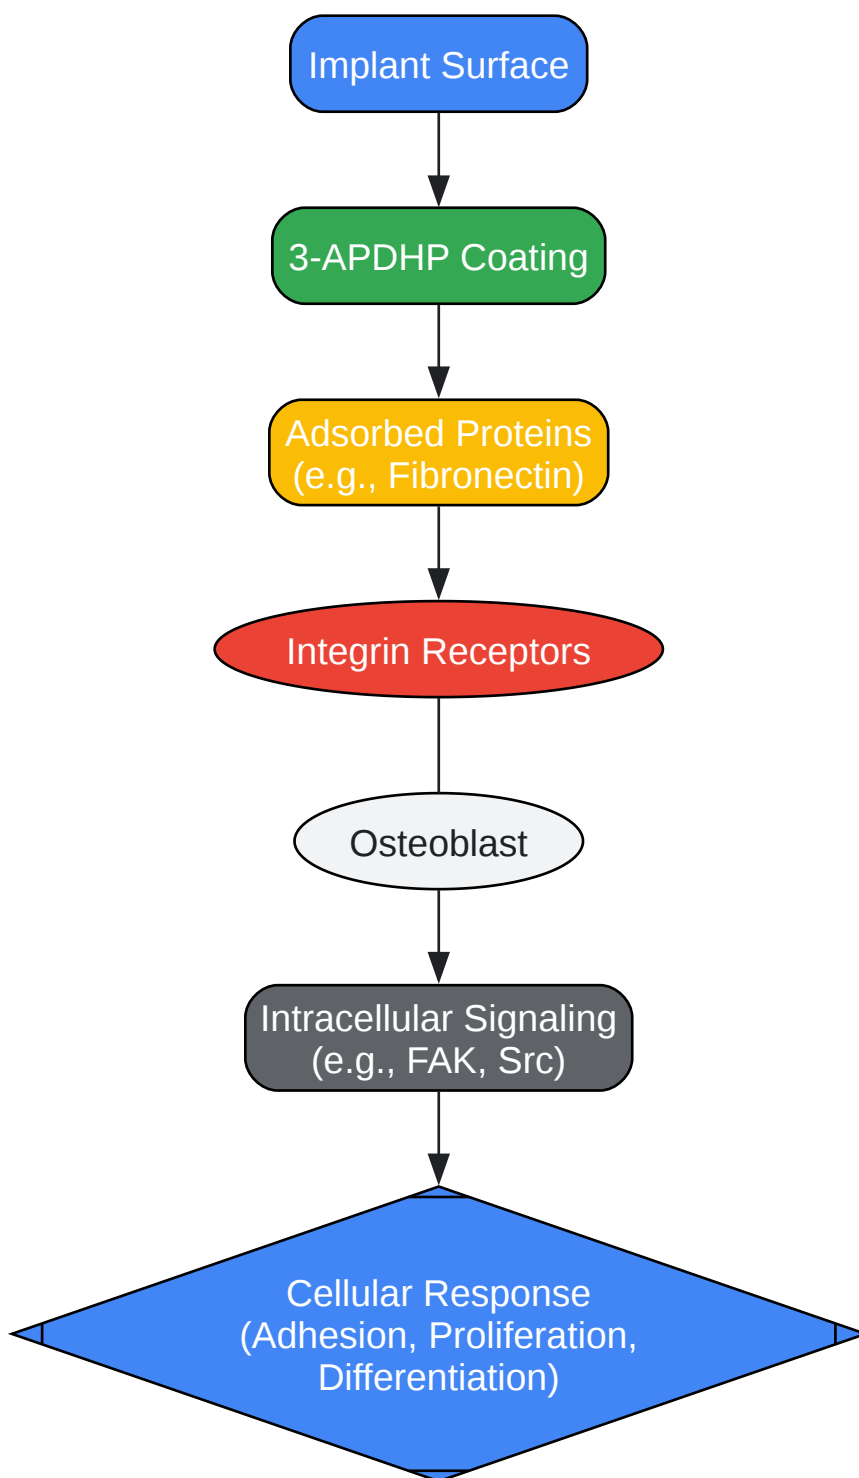 Implant Surface
3-APDHP Coating
Adsorbed Proteins
(e.g., Fibronectin)
Integrin Receptors
Osteoblast
Intracellular Signaling
(e.g., FAK, Src)
Cellular Response
(Adhesion, Proliferation,
Differentiation)